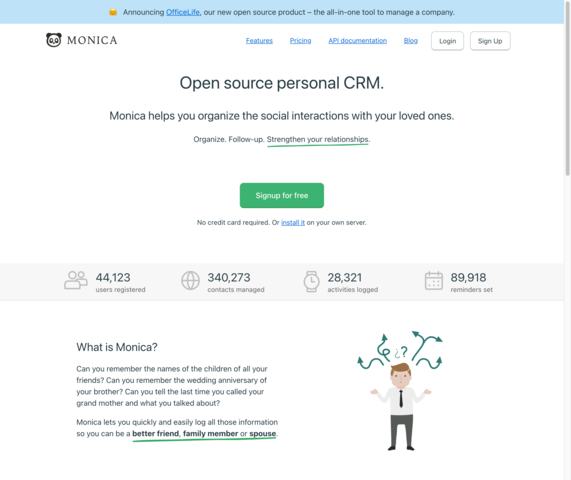 Announcing OfficeLife, our new open source product – the all-in-one tool to manage a company.
MONICA Features Pricing API documentation Blog Login Sign Up
Open source personal CRM.
Monica helps you organize the social interactions with your loved ones.
Organize. Follow-up. Strengthen your relationships.
Signup for free
No credit card required. Or install it on your own server.
44,123 340,273 28,321 89,918
users registered contacts managed activities logged reminders set
What is Monica?
Can you remember the names of the children of all your
friends? Can you remember the wedding anniversary of
your brother? Can you tell the last time you called your
grand mother and what you talked about?
Monica lets you quickly and easily log all those information
so you can be a better friend, family member or spouse.
¿?